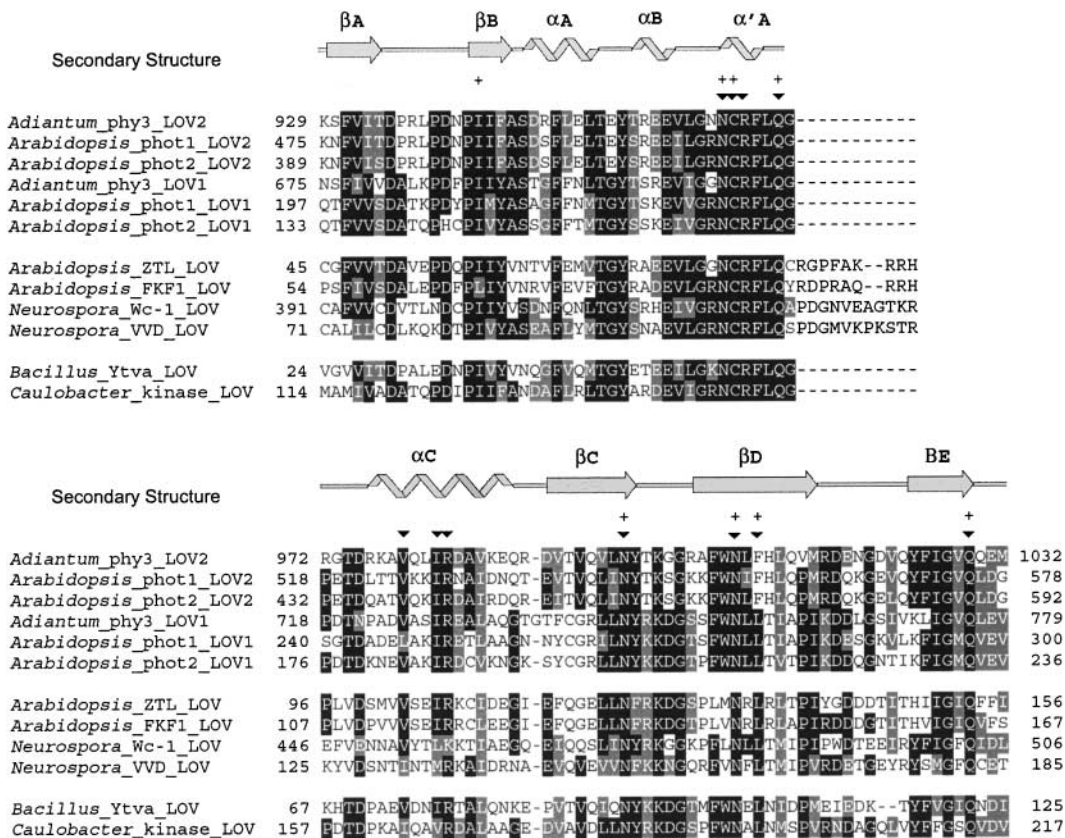 βA βB αA αB α'A
Secondary Structure
+ ++ +
Adiantum_phy3_LOV2 929 KSFVITDPRLPDNPIIFASDRFLELTEYTREEVLGNNCRFLQG------------
Arabidopsis_phot1_LOV2 475 KNFVITDPRLPDNPIIFASDSFLELTEYSREEILGRNCRFLQG------------
Arabidopsis_phot2_LOV2 389 KNFVISDPRLPDNPIIFASDSFLELTEYSREEILGRNCRFLQG------------
Adiantum_phy3_LOV1 675 NSFIVVDALKPDFPIIYASTGFFNLTGYTSREVIGGNCRFLQG------------
Arabidopsis_phot1_LOV1 197 QTFVVSDATKPDYPIMYASAGFFNMTGYTSKEVVGRNCRFLQG------------
Arabidopsis_phot2_LOV1 133 QTFVVSDATQPHCPIVYASSGFFTMTGYSSKEIVGRNCRFLQG------------
Arabidopsis_ZTL_LOV 45 CGFVVTDAVEPDQPIIYVNTVFEMVTGYRAEEVLGGNCRFLQCRGPFAK--RRH
Arabidopsis_FKF1_LOV 54 PSFIVSDALEPDFPLIYVNRVFEVFTGYRADEVLGRNCRFLQYRDPRAQ--RRH
Neurospora_Wc-1_LOV 391 CAFVVCDVTLNDCPIIYVSDNFQNLTGYSRHEIVGRNCRFLQAPDGNVEAGTKR
Neurospora_VVD_LOV 71 CALILCDLKQKDTPIVYASEAFLYMTGYSNAEVLGRNCRFLQSPDGMVKPKSTR
Bacillus_Ytva_LOV 24 VGVVITDPALEDNPIVYVNQGFVQMTGYETEEILGKNCRFLQG------------
Caulobacter_kinase_LOV 114 AMAMIVADATQPDIPIIFANDAFLRLTGYARDEVIGRNCRFLQG------------
αC βC βD BE
Secondary Structure
+ + + +
Adiantum_phy3_LOV2 972 RGTDRKAVQLIRDAVKEQR-DVTVQVLNYTKGGRAFWNLFHLQVMRDENGDVQYFIGVQQEM 1032
Arabidopsis_phot1_LOV2 518 PETDLTTVKKIRNAIDNQT-EVTVQLINYTKSGKKFWNIFHLQPMRDQKGEVQYFIGVQLDG 578
Arabidopsis_phot2_LOV2 432 PETDQATVQKIRDAIRDQR-EITVQLINYTKSGKKFWNLFHLQPMRDQKGELQYFIGVQLDG 592
Adiantum_phy3_LOV1 718 PDTNPADVASIREALAQGTGTFCGRLLNYRKDGSSFWNLLTIAPIKDDLGSIVKLIGVQLEV 779
Arabidopsis_phot1_LOV1 240 SGTDADELAKIRETLAAGN-NYCGRILNYKKDGTSFWNLLTIAPIKDESGKVLKFIGMQVEV 300
Arabidopsis_phot2_LOV1 176 PDTDKNEVAKIRDCVKNGK-SYCGRLLNYKKDGTPFWNLLTVTPIKDDQGNTIKFIGMQVEV 236
Arabidopsis_ZTL_LOV 96 PLVDSMVVSEIRKCIDEGI-EFQGELLNFRKDGSPLMNRLRLTPIYGDDDTITHIIGIQFFI 156
Arabidopsis_FKF1_LOV 107 PLVDPVVVSEIRRCLEEGI-EFQGELLNFRKDGTPLVNRLRLAPIRDDDGTITHVIGIQVFS 167
Neurospora_Wc-1_LOV 446 EFVENNAVYTLKKTIAEGQ-EIQQSLINYRKGGKPFLNLLTMIPIPWDTEEIRYFIGFQIDL 506
Neurospora_VVD_LOV 125 KYVDSNTINTMRKAIDRNA-EVQVEVVNFKKNGQRFVNFLTMIPVRDETGEYRYSMGFQCET 185
Bacillus_Ytva_LOV 67 KHTDPAEVDNIRTALQNKE-PVTVQIQNYKKDGTMFWNELNIDPMEIEDK--TYFVGIQNDI 125
Caulobacter_kinase_LOV 157 PDTDPKAIQAVRDALAAGE-DVAVDLLNYRKDGSPFWNALNMSPVRNDAGQLVYFFGSQVDV 217